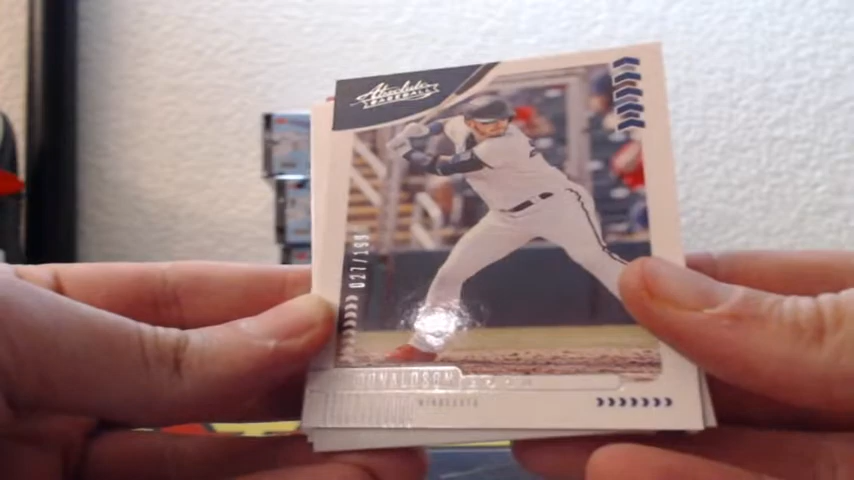 Absolute
BASEBALL
027/199
DONALDSON
MINNESOTA